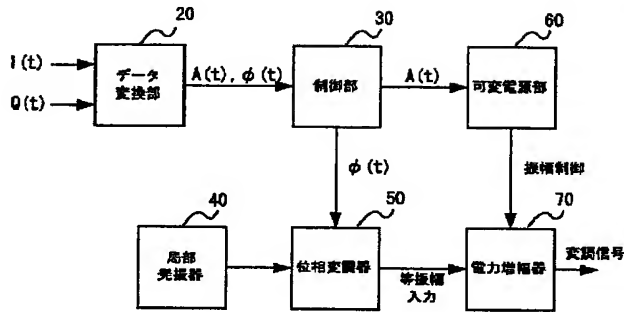 20
30
60
I(t)
Q(t)
データ
変換部
A(t), φ(t)
制御部
A(t)
可変電源部
φ(t)
振幅制御
40
50
70
局部
発振器
位相変調器
等振幅
入力
電力増幅器
変調信号